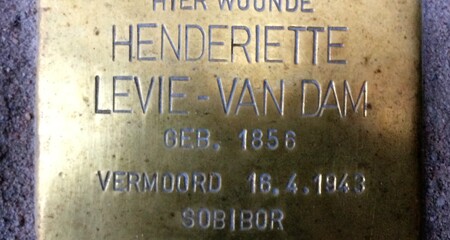 HIER WOONDE
HENDERIETTE
LEVIE-VAN DAM
GEB. 1856
VERMOORD 16.4.1943
SOBIBOR